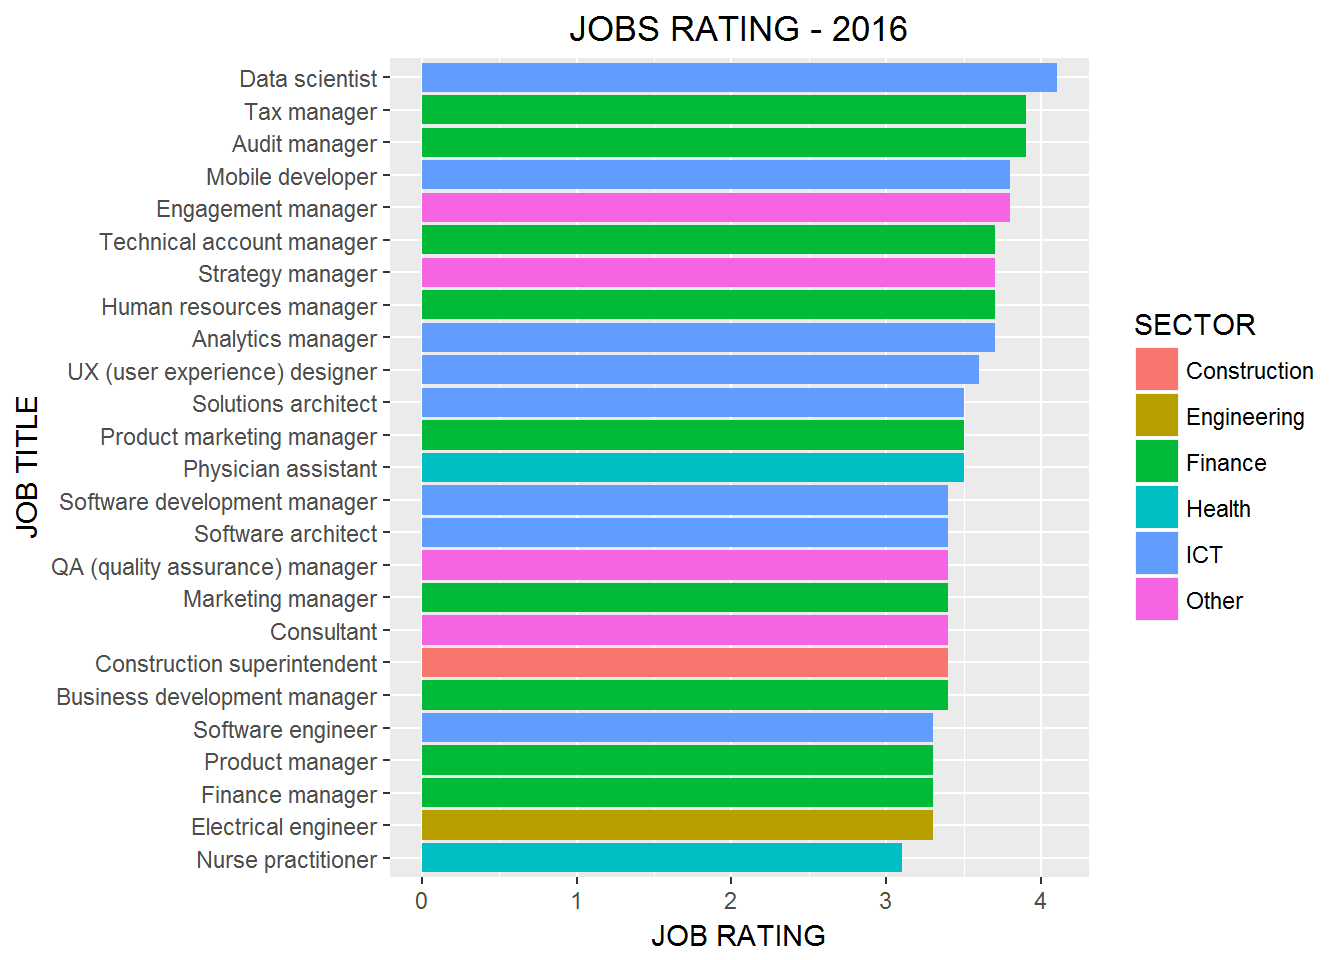 JOBS RATING - 2016
JOB TITLE
Data scientist
Tax manager
Audit manager
Mobile developer
Engagement manager
Technical account manager
Strategy manager
Human resources manager
Analytics manager
UX (user experience) designer
Solutions architect
Product marketing manager
Physician assistant
Software development manager
Software architect
QA (quality assurance) manager
Marketing manager
Consultant
Construction superintendent
Business development manager
Software engineer
Product manager
Finance manager
Electrical engineer
Nurse practitioner
0 1 2 3 4
JOB RATING
SECTOR
Construction
Engineering
Finance
Health
ICT
Other